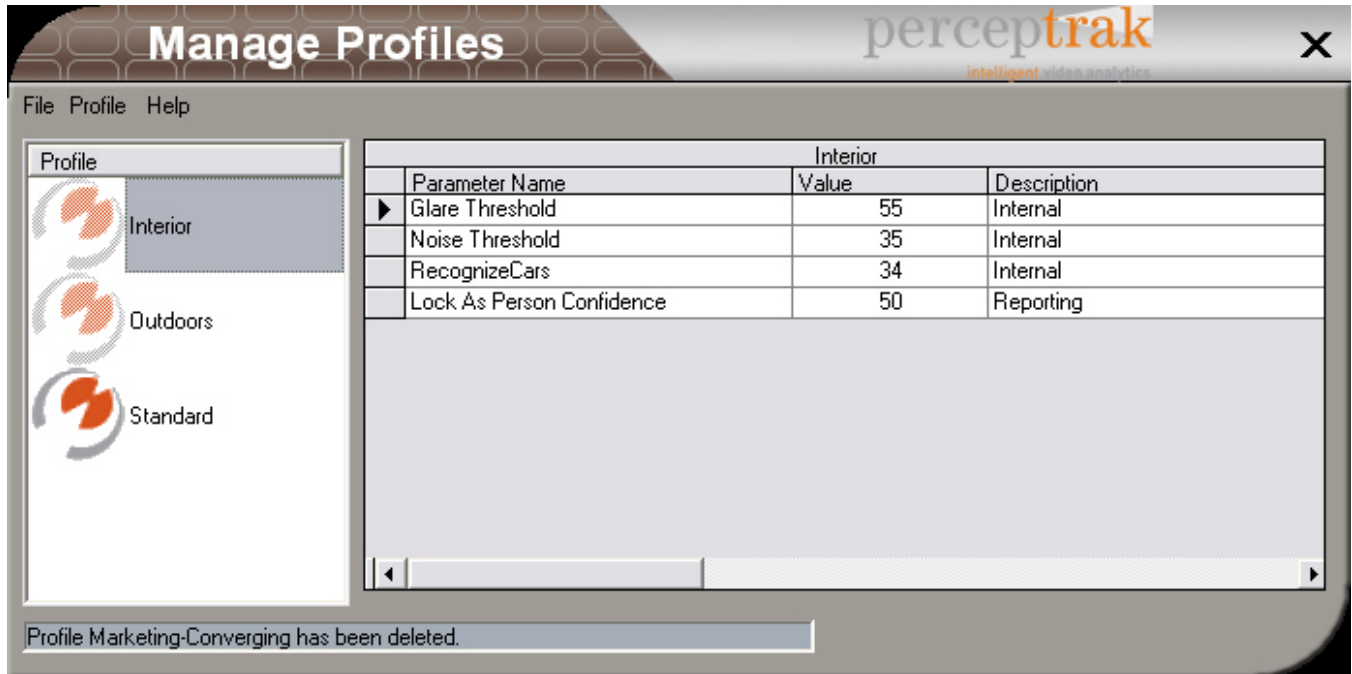 Manage Profiles
perceptrak
intelligent video analytics
X
File Profile Help
Profile
Interior
Outdoors
Standard
Interior
Parameter Name Value Description
Glare Threshold 55 Internal
Noise Threshold 35 Internal
RecognizeCars 34 Internal
Lock As Person Confidence 50 Reporting
Profile Marketing-Converging has been deleted.